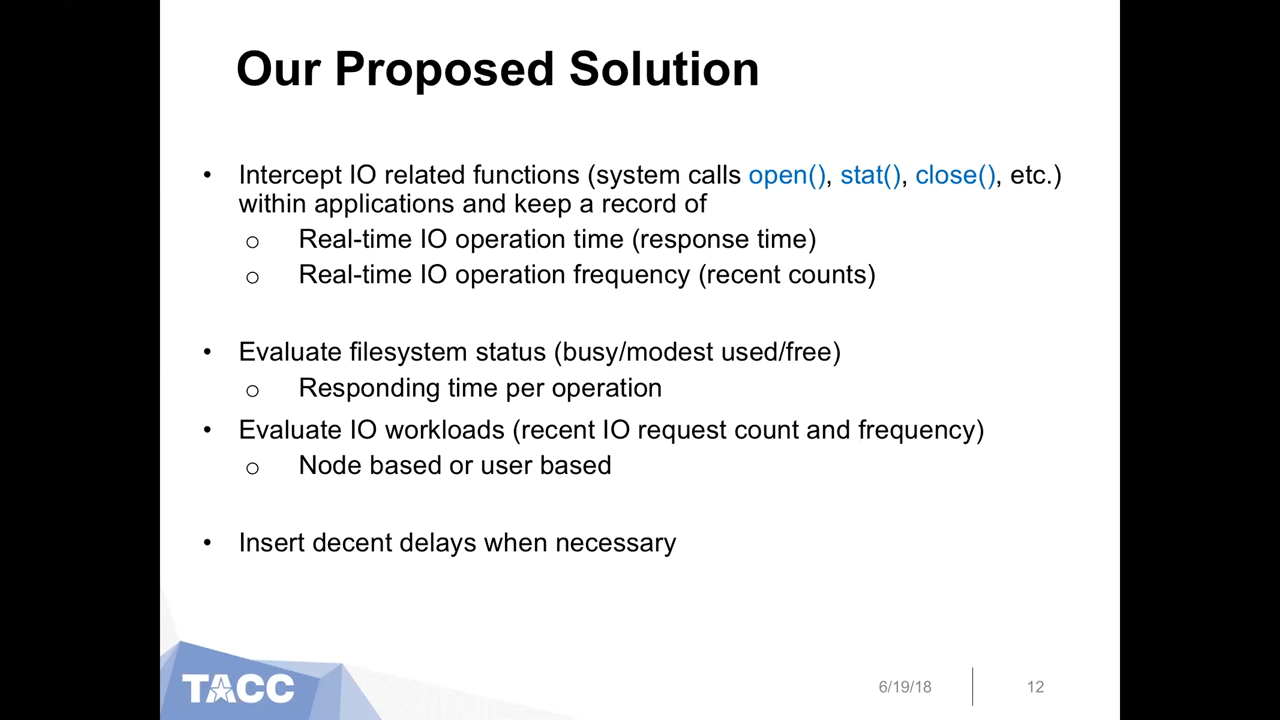 Our Proposed Solution
• Intercept IO related functions (system calls open(), stat(), close(), etc.)
within applications and keep a record of
o Real-time IO operation time (response time)
o Real-time IO operation frequency (recent counts)
• Evaluate filesystem status (busy/modest used/free)
o Responding time per operation
• Evaluate IO workloads (recent IO request count and frequency)
o Node based or user based
• Insert decent delays when necessary
TACC
6/19/18
12